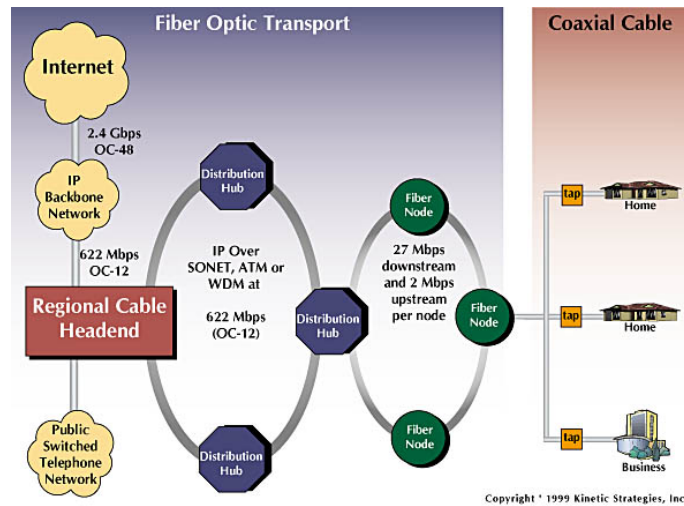 Fiber Optic Transport
Coaxial Cable
Internet
2.4 Gbps
OC-48
IP
Backbone
Network
622 Mbps
OC-12
Regional Cable
Headend
Public
Switched
Telephone
Network
Distribution
Hub
IP Over
SONET, ATM or
WDM at
622 Mbps
(OC-12)
Distribution
Hub
Distribution
Hub
Fiber
Node
27 Mbps
downstream
and 2 Mbps
upstream
per node
Fiber
Node
Fiber
Node
tap
Home
tap
Home
tap
Business
Copyright ' 1999 Kinetic Strategies, Inc